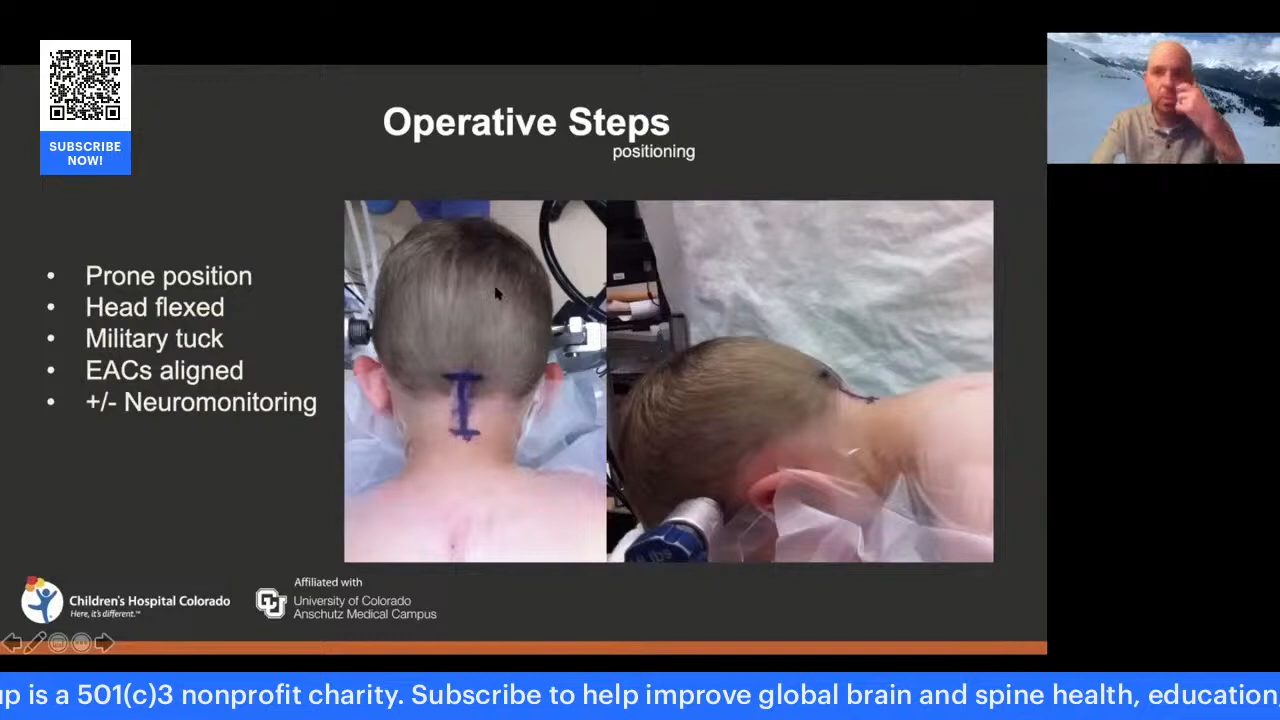 SUBSCRIBE
NOW!
Operative Steps
positioning
• Prone position
• Head flexed
• Military tuck
• EACs aligned
• +/- Neuromonitoring
Children's Hospital Colorado
Here, it's different.™
Affiliated with
CU
University of Colorado
Anschutz Medical Campus
up is a 501(c)3 nonprofit charity. Subscribe to help improve global brain and spine health, education,